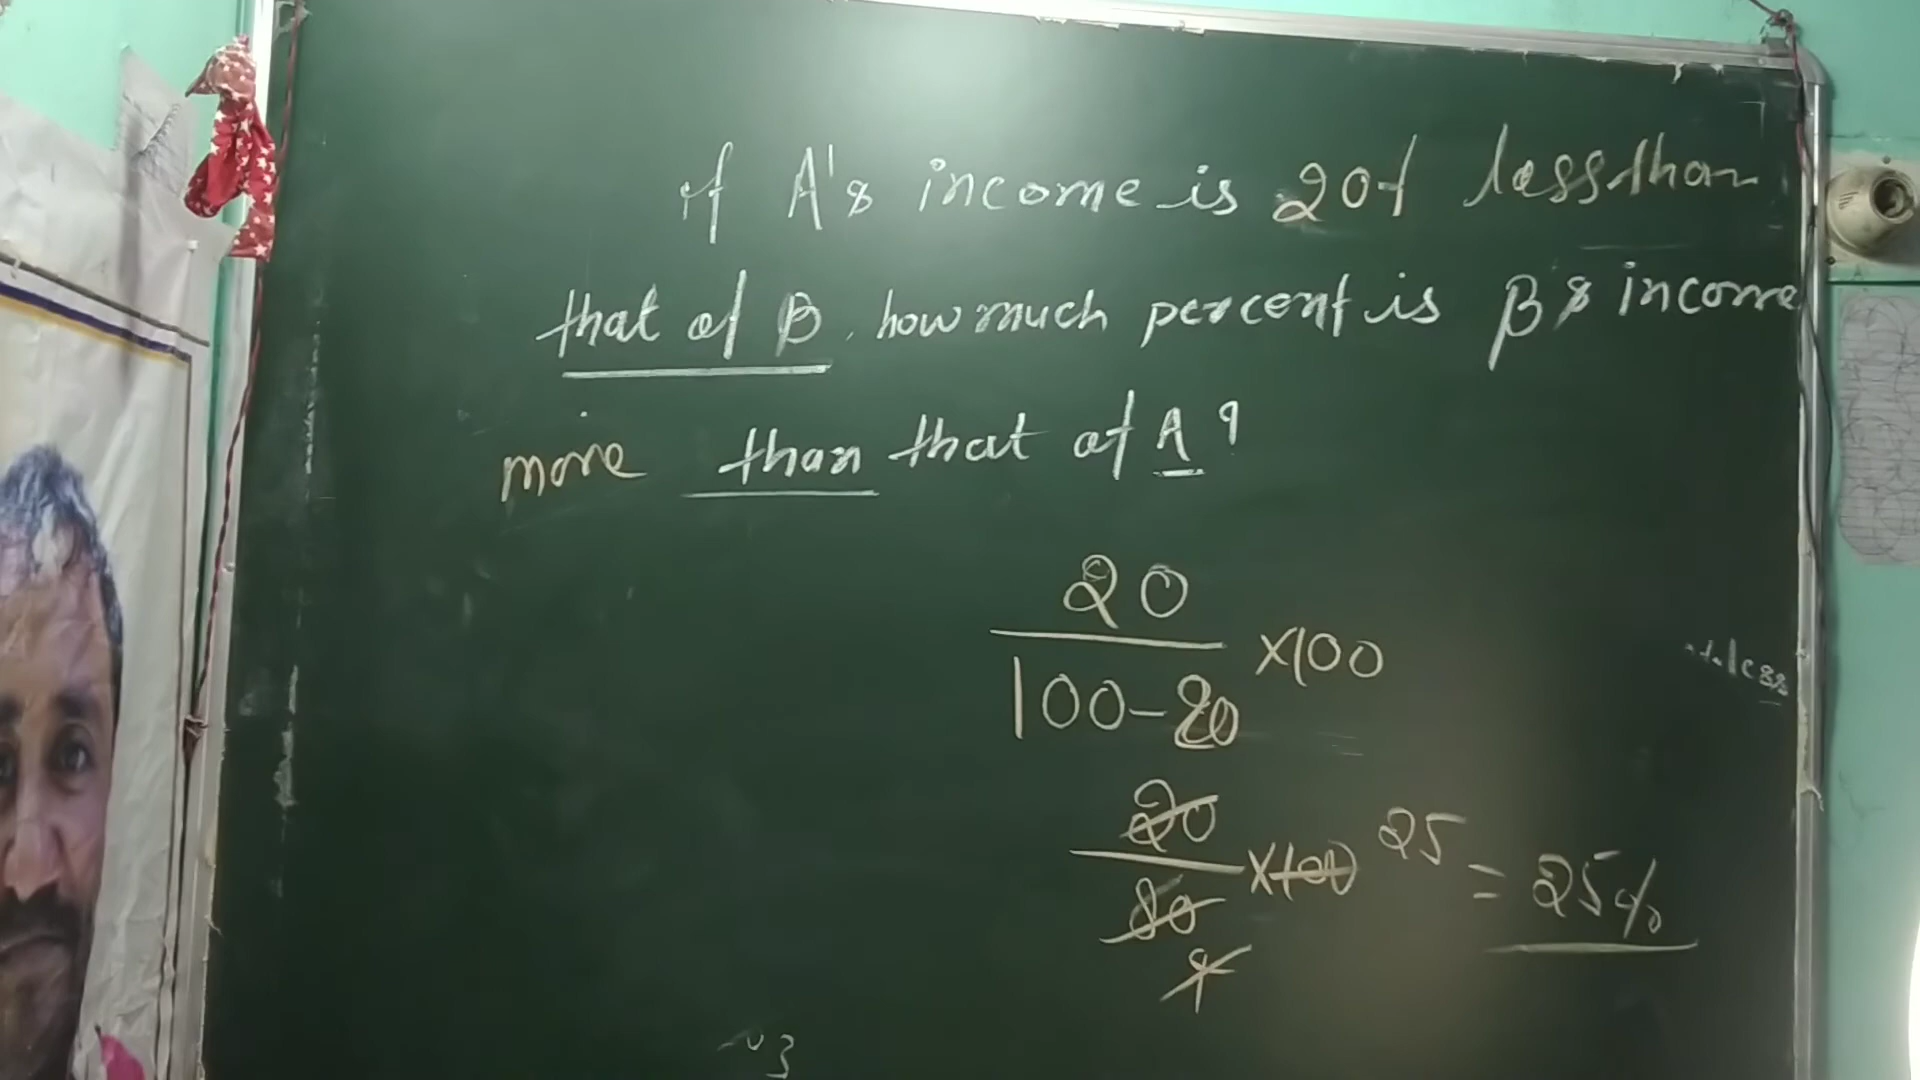 if A's income is 20% less than
that of B, how much percent is B's income
more than that of A?
20
100-20 ×100
20
80 ×100 25 = 25%
4
less
3